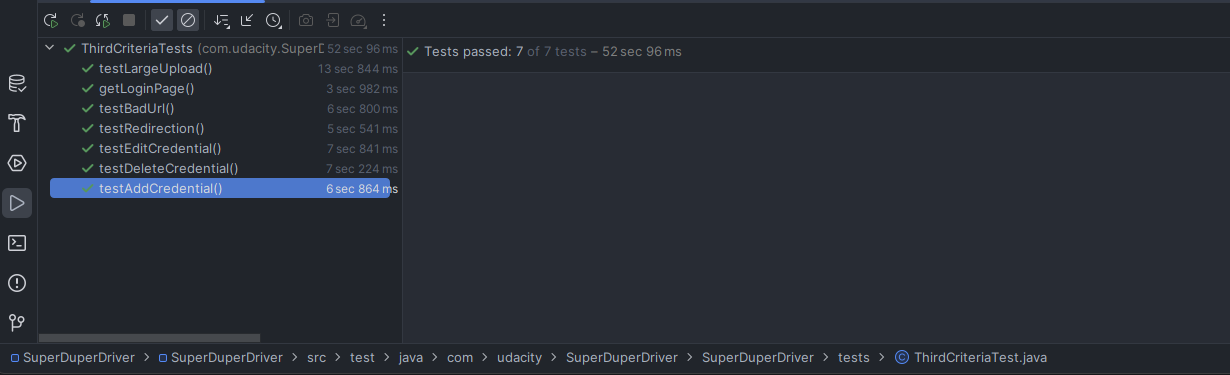 ThirdCriteriaTests (com.udacity.SuperD 52 sec 96 ms
testLargeUpload() 13 sec 844 ms
getLoginPage() 3 sec 982 ms
testBadUrl() 6 sec 800 ms
testRedirection() 5 sec 541 ms
testEditCredential() 7 sec 841 ms
testDeleteCredential() 7 sec 224 ms
testAddCredential() 6 sec 864 ms
Tests passed: 7 of 7 tests – 52 sec 96 ms
SuperDuperDriver > SuperDuperDriver > src > test > java > com > udacity > SuperDuperDriver > SuperDuperDriver > tests > ThirdCriteriaTest.java